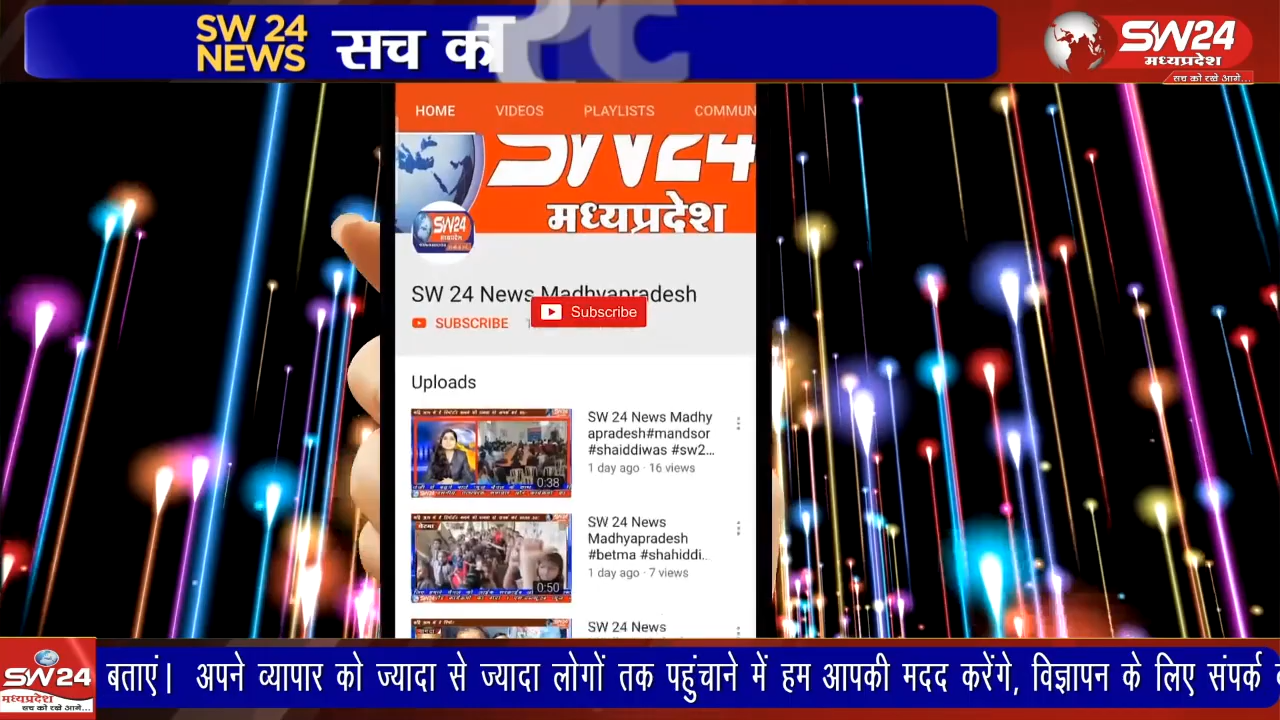 SW 24
NEWS
सच का
SW24
मध्यप्रदेश
सच को रखे आगे...
HOME VIDEOS PLAYLISTS COMMUN
SW24
मध्यप्रदेश
SW24
SW 24 News Madhyapradesh
SUBSCRIBE
Subscribe
Uploads
SW 24 News Madhy
apradesh#mandsor
#shaiddiwas #sw2...
1 day ago · 16 views
0:38
SW 24 News
Madhyapradesh
#betma #shahiddi..
1 day ago · 7 views
0:50
SW 24 News
SW24
मध्यप्रदेश
सच को रखे आगे...
बताएं। अपने व्यापार को ज्यादा से ज्यादा लोगों तक पहुंचाने में हम आपकी मदद करेंगे, विज्ञापन के लिए संपर्क